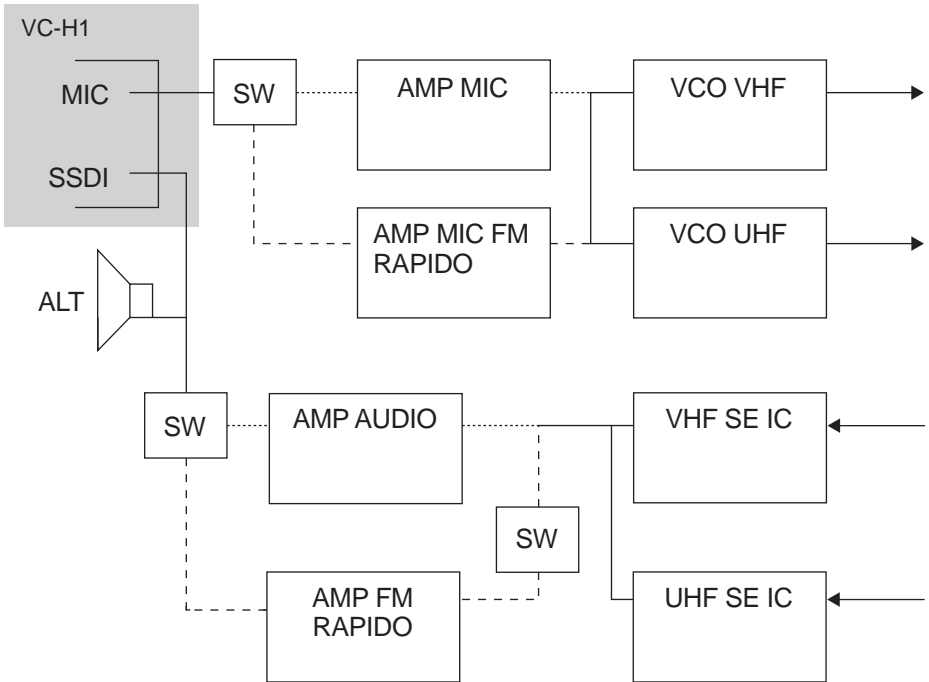 VC-H1
MIC
SW
AMP MIC
VCO VHF
SSDI
AMP MIC FM
RAPIDO
VCO UHF
ALT
SW
AMP AUDIO
VHF SE IC
SW
AMP FM
RAPIDO
UHF SE IC